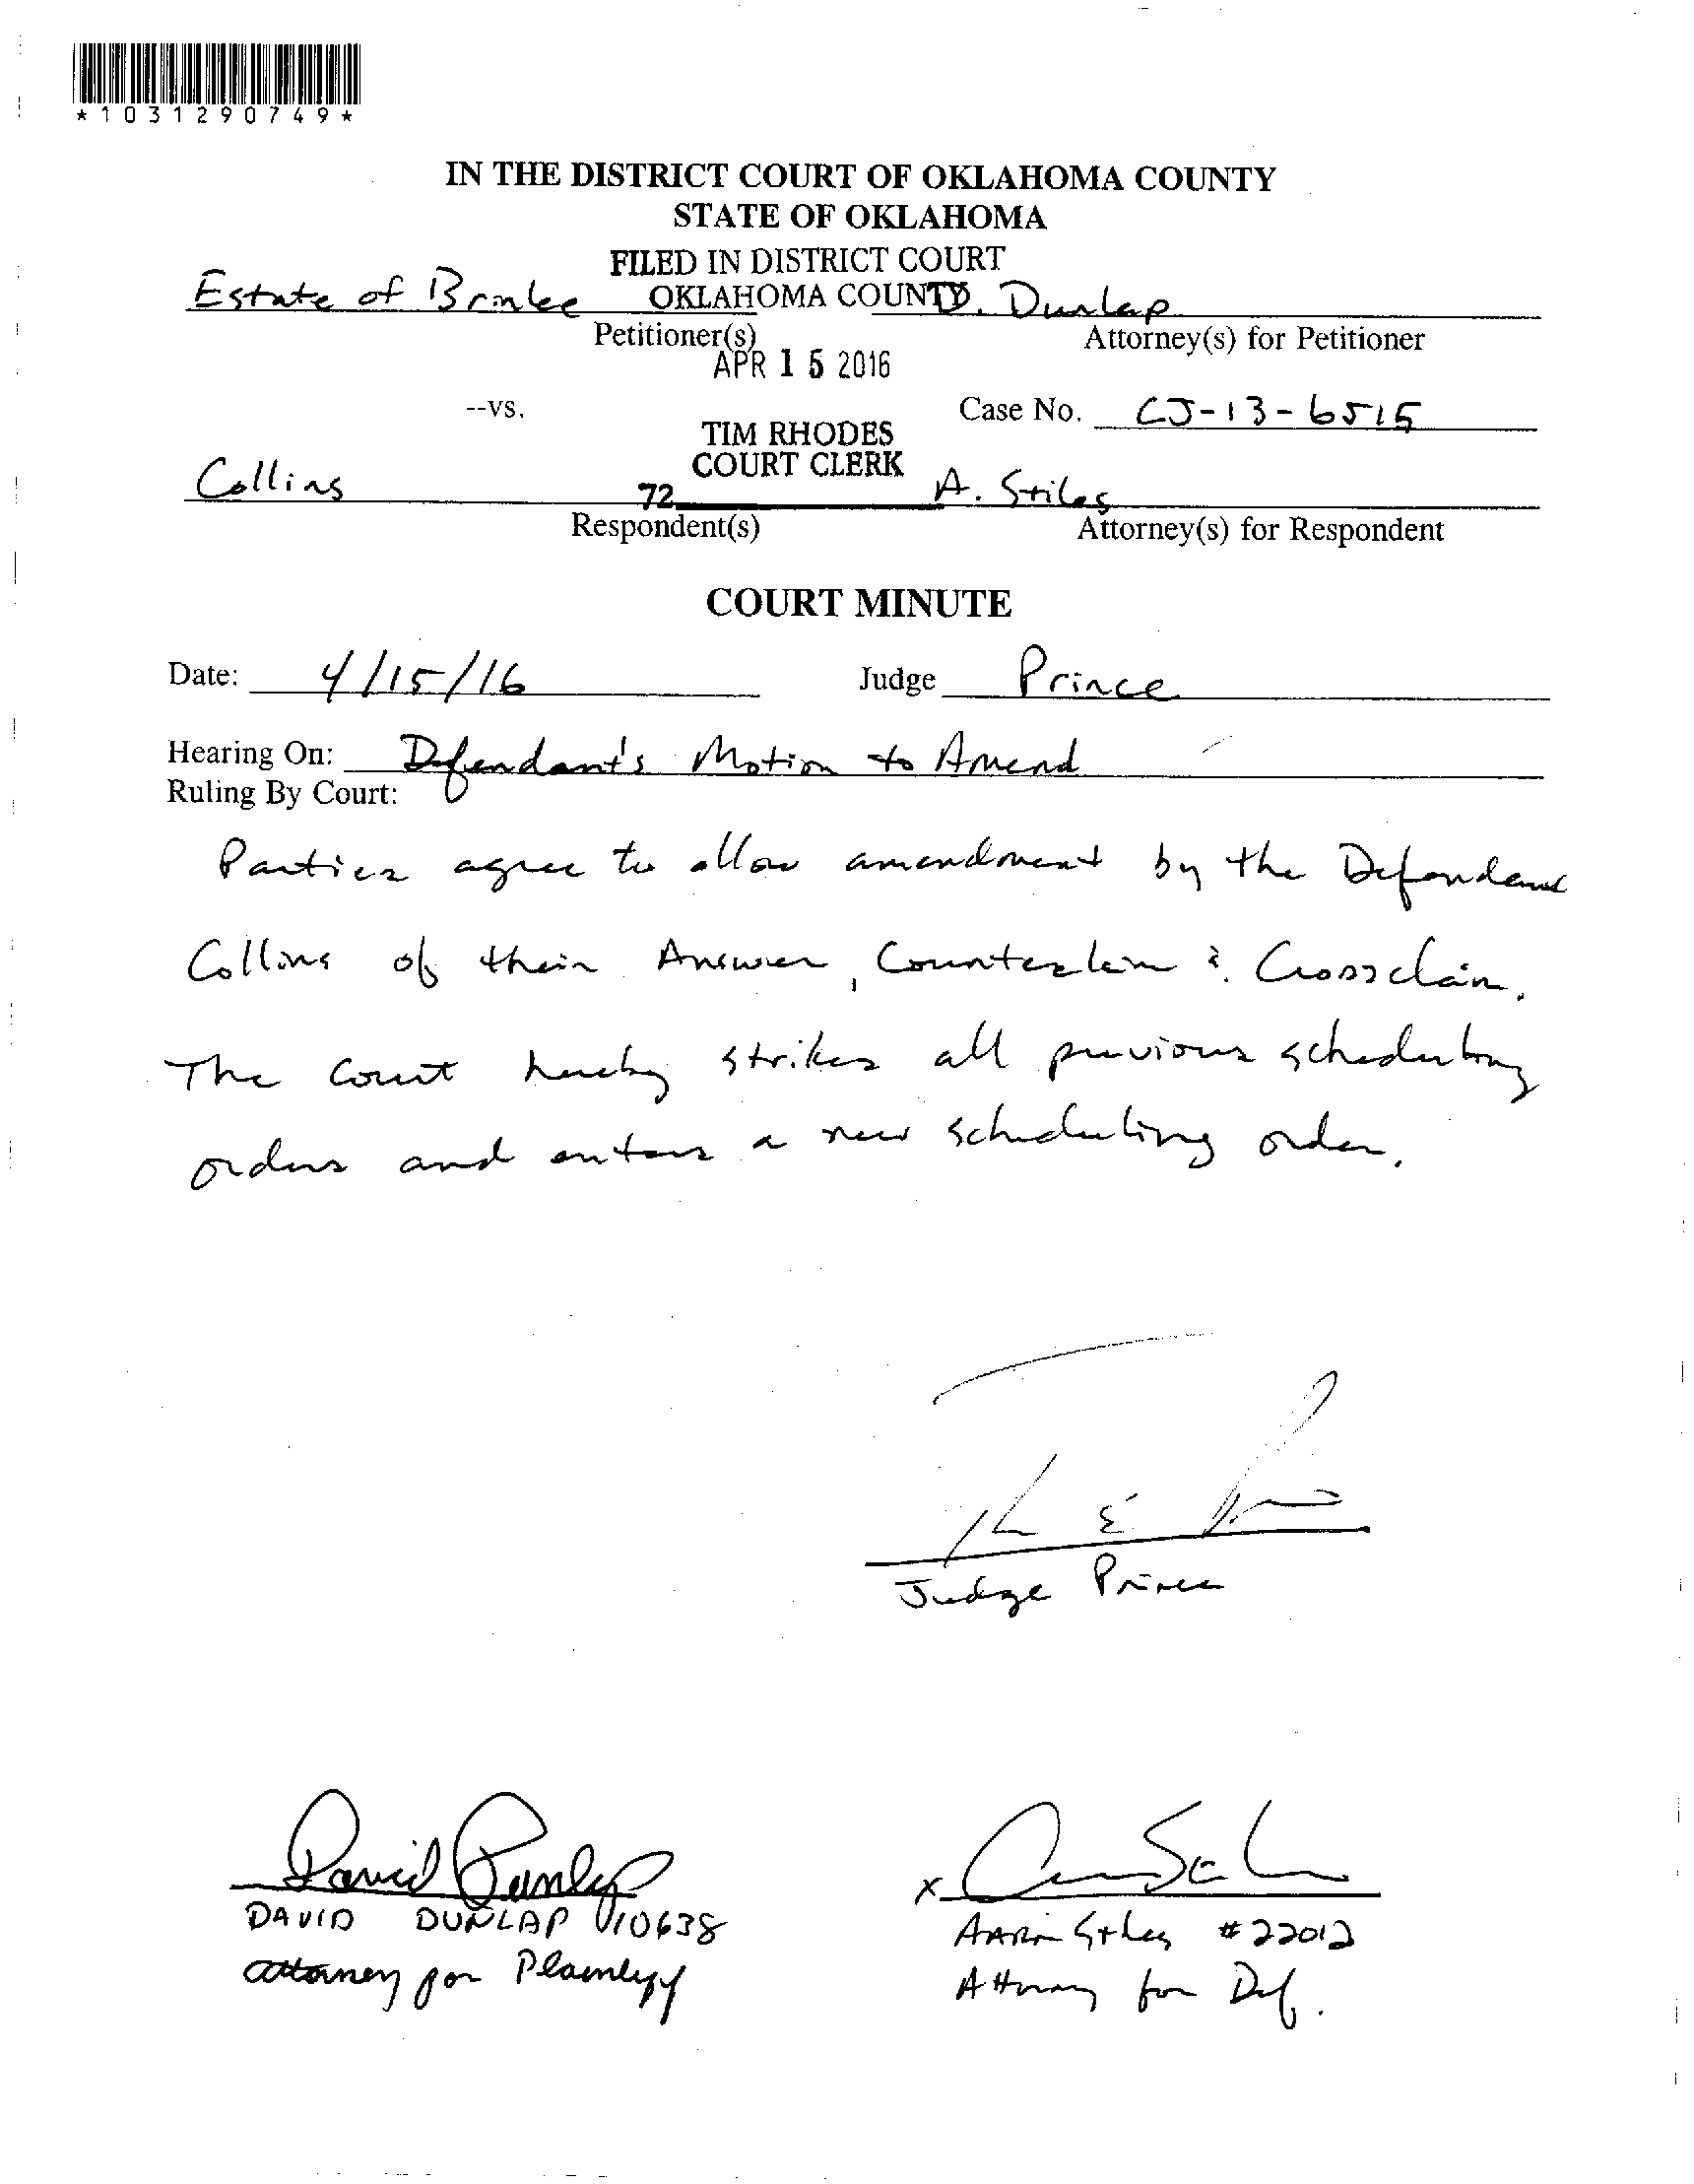 *1031290749*
IN THE DISTRICT COURT OF OKLAHOMA COUNTY
STATE OF OKLAHOMA
FILED IN DISTRICT COURT
OKLAHOMA COUNTY
Estate of Brinlee D. Dunlap
Petitioner(s) Attorney(s) for Petitioner
APR 15 2016
--vs. Case No. CJ-13-6515
TIM RHODES
COURT CLERK
Collins 72 A. Stiles
Respondent(s) Attorney(s) for Respondent
COURT MINUTE
Date: 4/15/16 Judge Prince
Hearing On: Defendant's Motion to Amend
Ruling By Court:
Parties agree to allow amendment by the Defendant
Collins of their Answer, Counterclaim & Crossclaim.
The Court hereby strikes all previous scheduling
orders and enters a new scheduling order.
Judge Prince
David Dunlap
DAVID DUNLAP 10638 Aaron Stiles #22012
attorney for Plaintiff Attorney for Def.